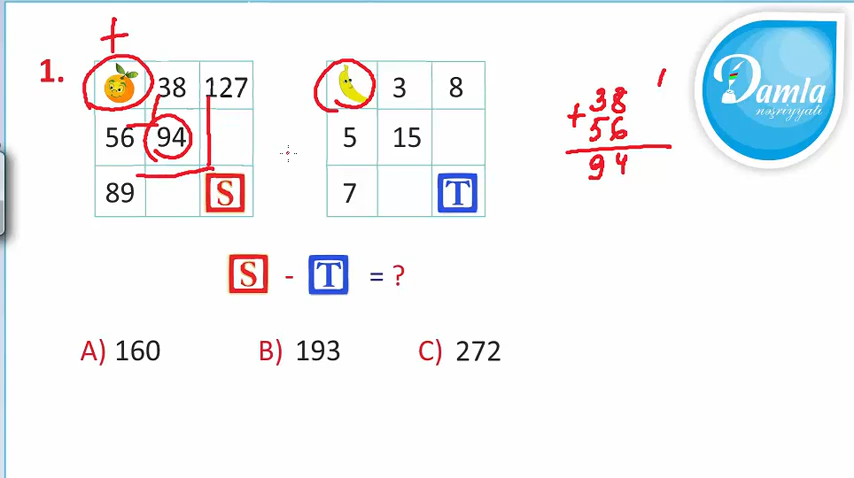 +
1.
38 127
56 94
89 S
3 8
5 15
7 T
38
+ 56
94
Damla
nəşriyyatı
S - T = ?
A) 160 B) 193 C) 272